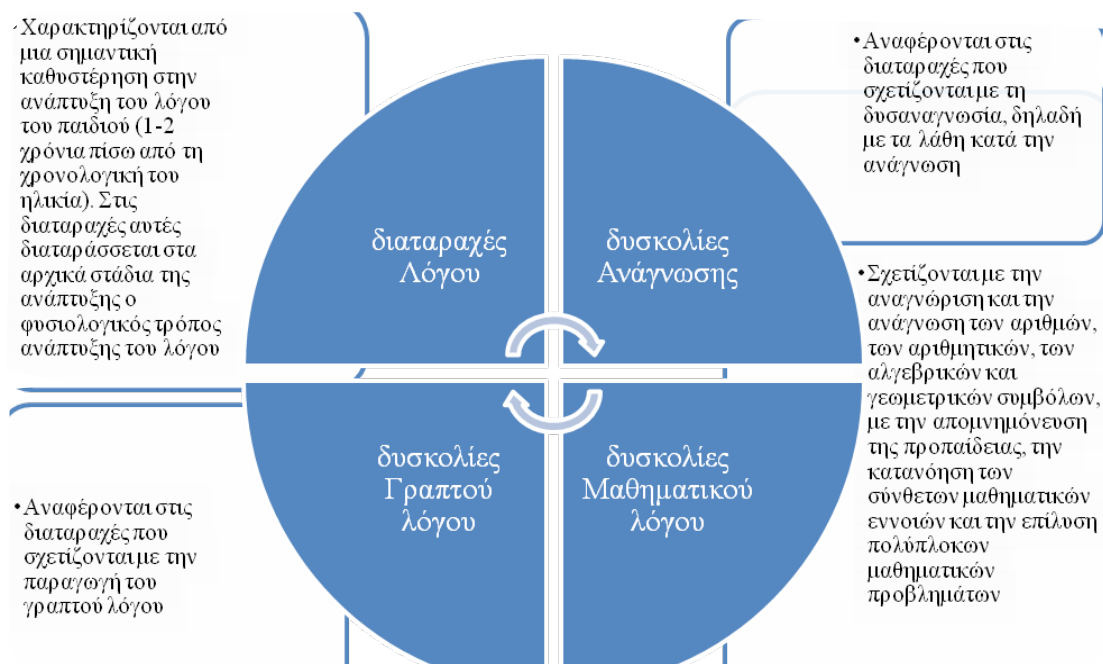 •Χαρακτηρίζονται από
μια σημαντική
καθυστέρηση στην
ανάπτυξη του λόγου
του παιδιού (1-2
χρόνια πίσω από τη
χρονολογική του
ηλικία). Στις
διαταραχές αυτές
διαταράσσεται στα
αρχικά στάδια της
ανάπτυξης ο
φυσιολογικός τρόπος
ανάπτυξης του λόγου
διαταραχές
Λόγου
δυσκολίες
Ανάγνωσης
•Αναφέρονται στις
διαταραχές που
σχετίζονται με τη
δυσαναγνωσία, δηλαδή
με τα λάθη κατά την
ανάγνωση
•Αναφέρονται στις
διαταραχές που
σχετίζονται με την
παραγωγή του
γραπτού λόγου
δυσκολίες
Γραπτού
λόγου
δυσκολίες
Μαθηματικού
λόγου
•Σχετίζονται με την
αναγνώριση και την
ανάγνωση των αριθμών,
των αριθμητικών, των
αλγεβρικών και
γεωμετρικών συμβόλων,
με την απομνημόνευση
της προπαίδειας, την
κατανόηση των
σύνθετων μαθηματικών
εννοιών και την επίλυση
πολύπλοκων
μαθηματικών
προβλημάτων